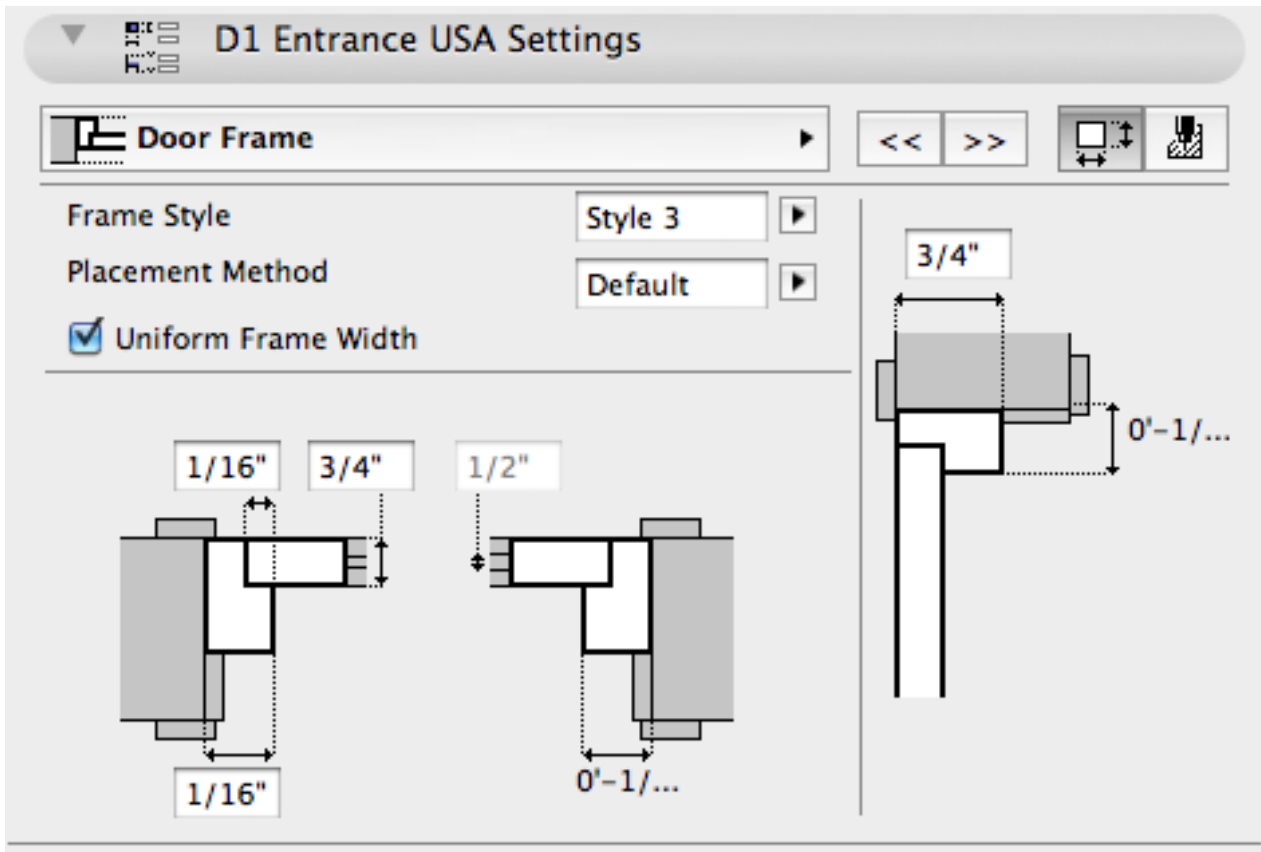 D1 Entrance USA Settings
Door Frame
<< >>
Frame Style Style 3
Placement Method Default
Uniform Frame Width
3/4"
0'-1/...
1/16" 3/4" 1/2"
1/16" 0'-1/...